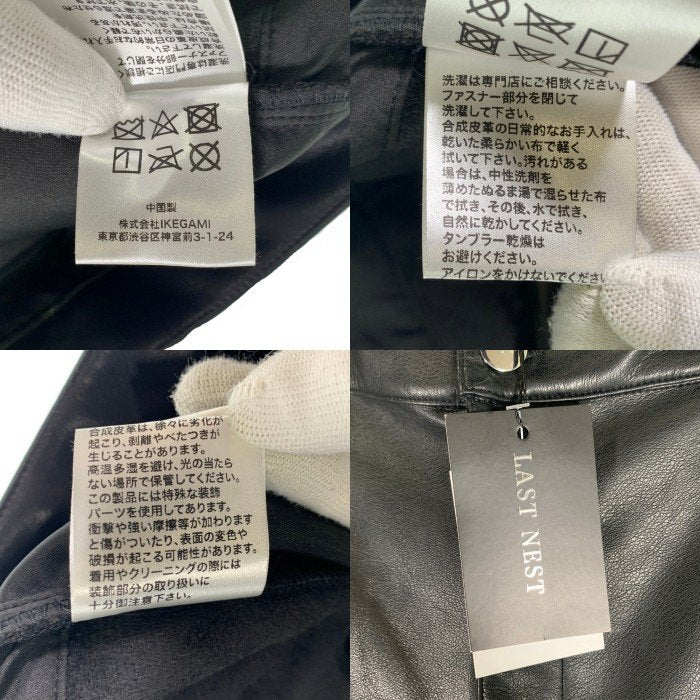 中国製
株式会社IKEGAMI
東京都渋谷区神宮前3-1-24
洗濯は専門店にご相談ください。
ファスナー部分を閉じて
洗濯して下さい。
合成皮革の日常的なお手入れは、
乾いた柔らかい布で軽く
拭いて下さい。汚れがある
場合は、中性洗剤を
薄めたぬるま湯で湿らせた布
で拭き、その後、水で拭き、
自然に乾かしてください。
タンブラー乾燥は
お避けください。
アイロンをかけないでください
合成皮革は、徐々に劣化が
起こり、剥離やべたつきが
生じることがあります。
高温多湿を避け、光の当たら
ない場所で保管してください。
この製品には特殊な装飾
パーツを使用してあります。
衝撃や強い摩擦等が加わります
と傷がついたり、表面の変色や
破損が起こる可能性があります。
着用やクリーニングの際には
装飾部分の取り扱いに
十分御注意下さい。
LAST NEST